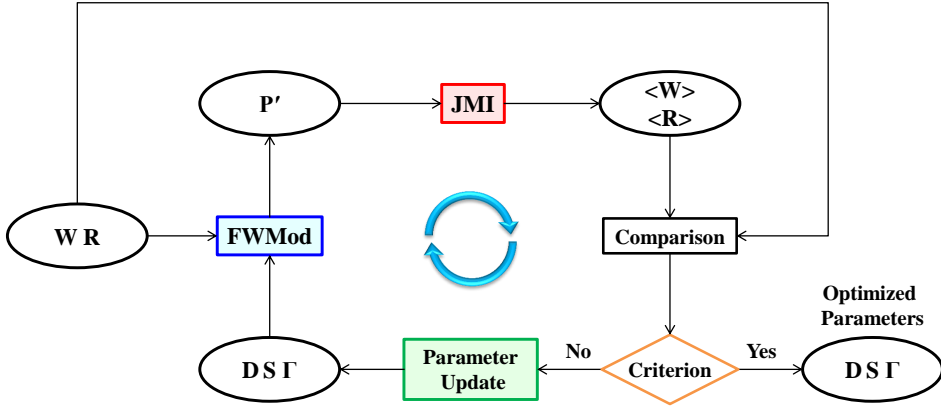 P′
JMI
<W>
<R>
W R
FWMod
Comparison
Optimized
Parameters
D S Γ
Parameter
Update
No
Criterion
Yes
D S Γ